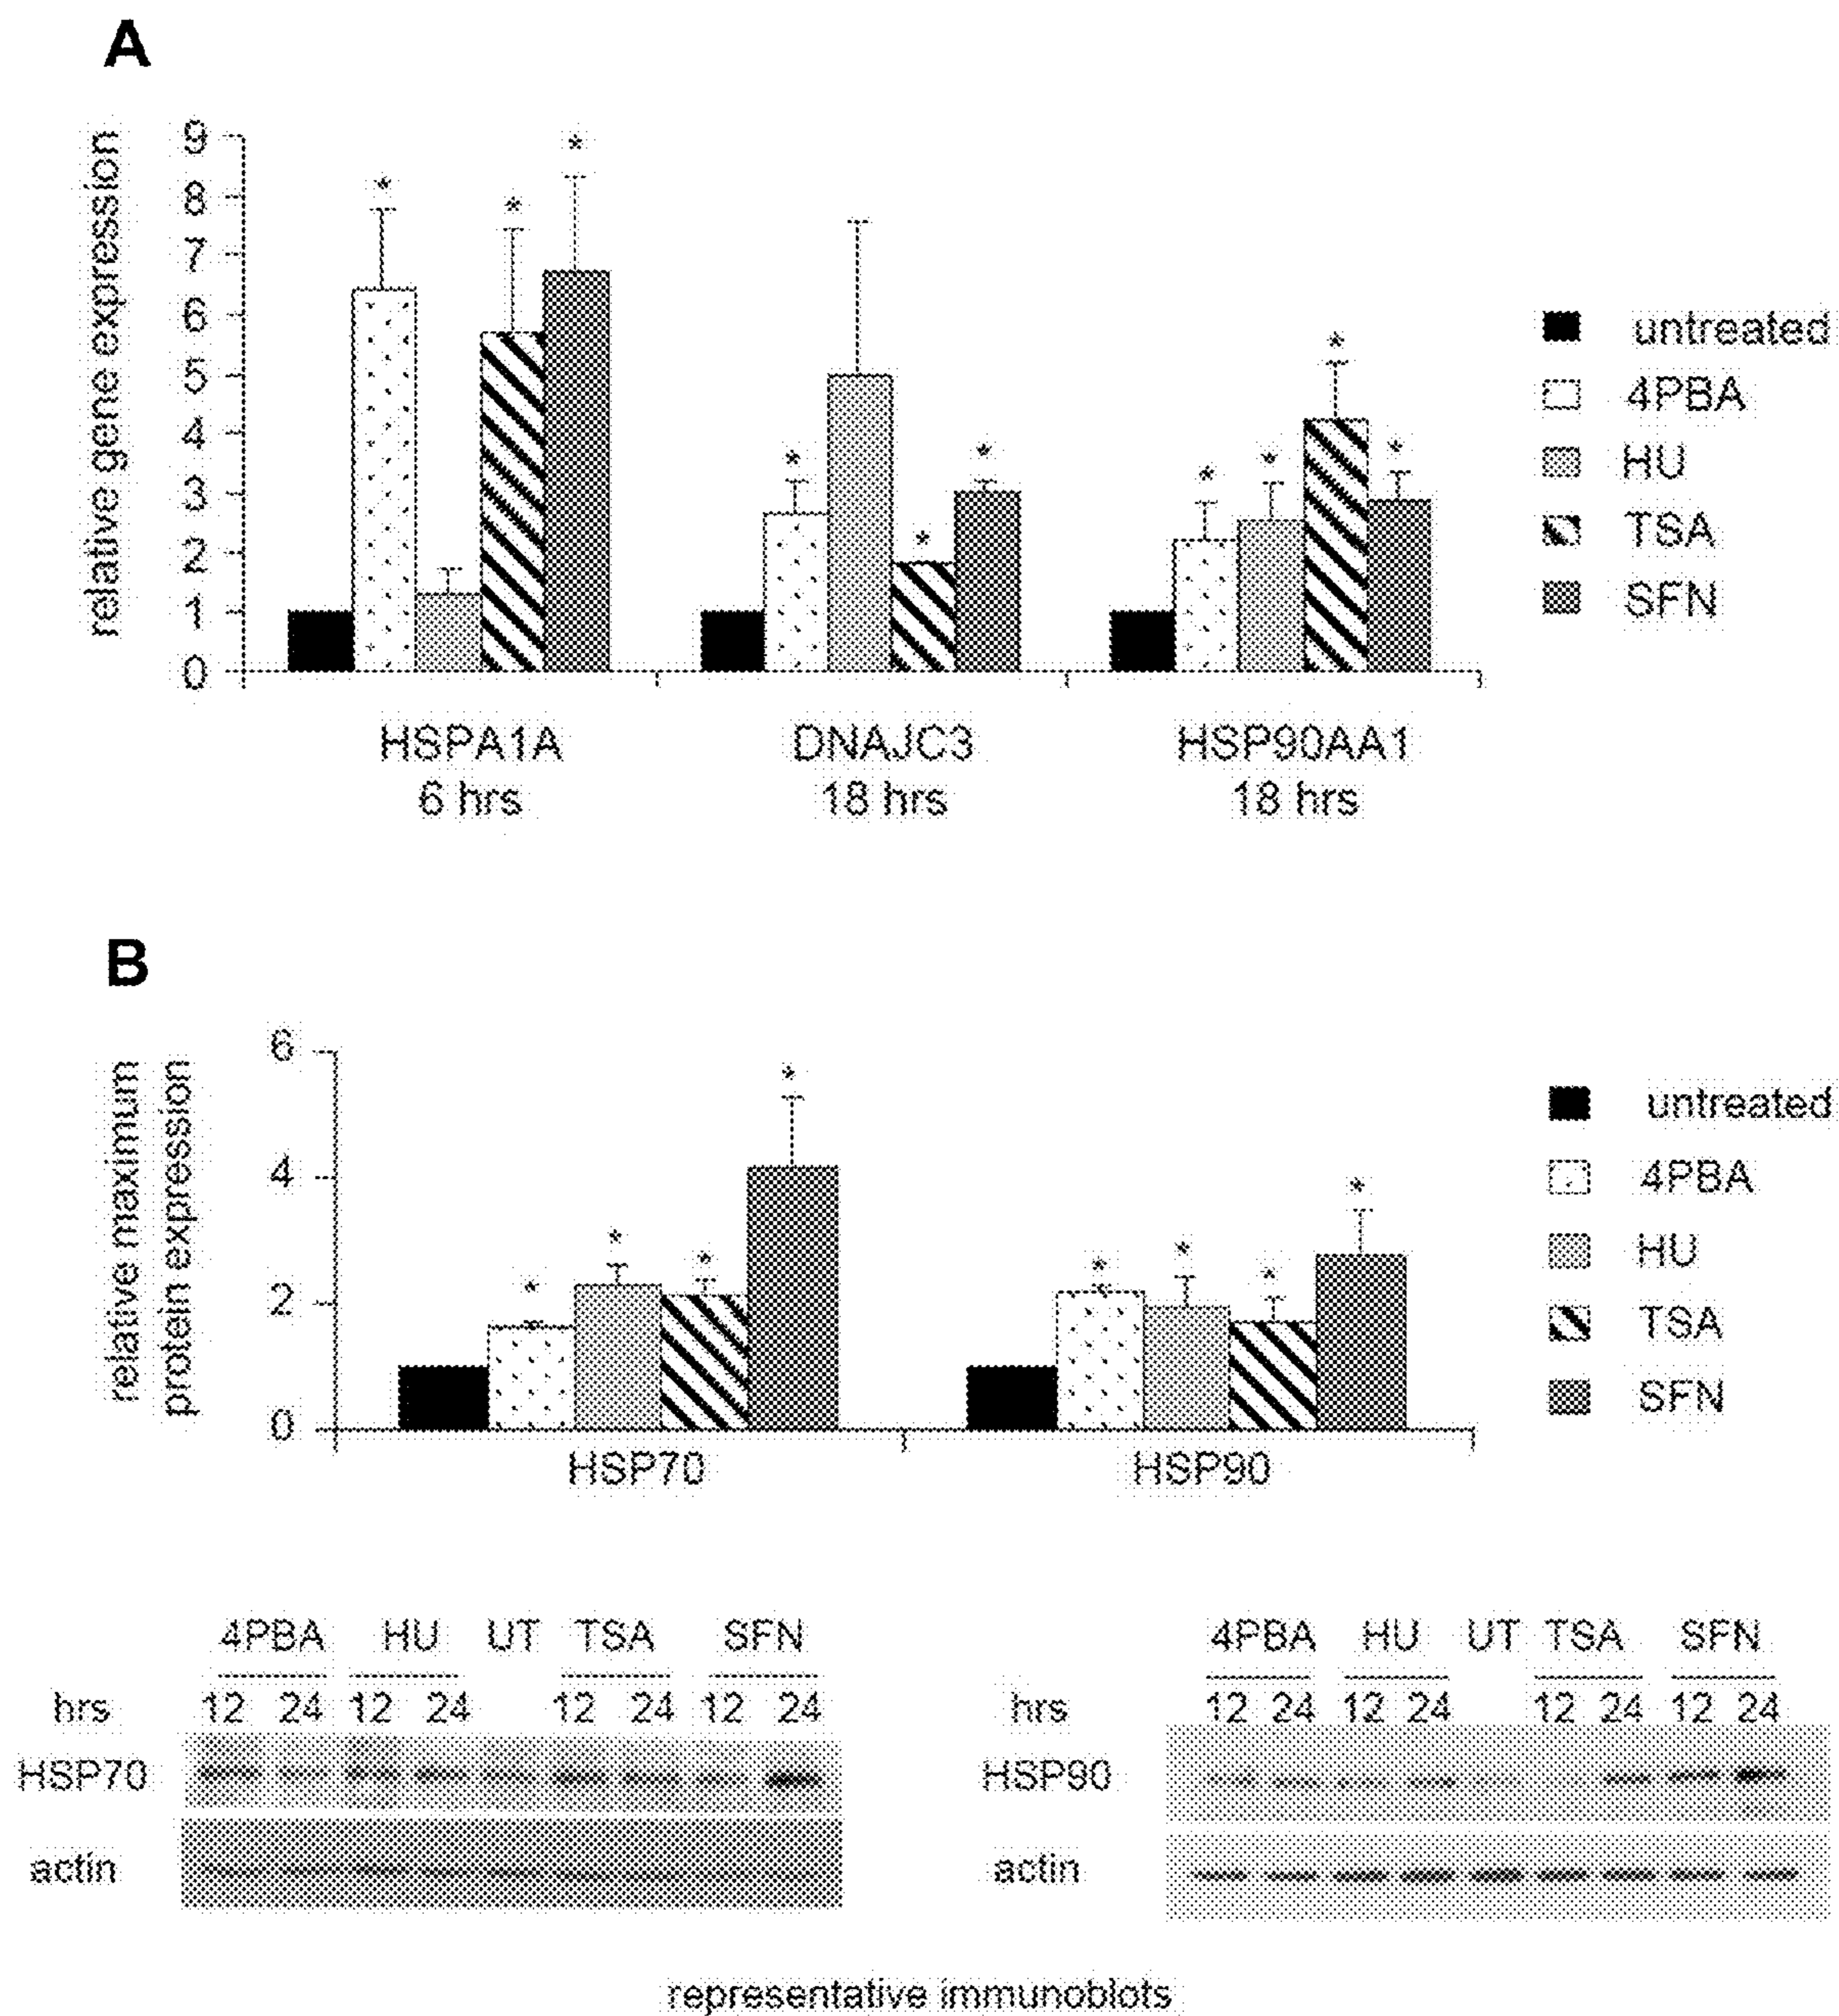 A
relative gene expression
9
8
7
6
5
4
3
2
1
0
* * *
* * *
* * * *
HSPA1A DNAJC3 HSP90AA1
6 hrs 18 hrs 18 hrs
untreated
4PBA
HU
TSA
SFN
B
relative maximum
protein expression
6
4
2
0
* * * *
* * * *
HSP70 HSP90
untreated
4PBA
HU
TSA
SFN
4PBA HU UT TSA SFN
hrs 12 24 12 24 12 24 12 24
HSP70
actin
4PBA HU UT TSA SFN
hrs 12 24 12 24 12 24 12 24
HSP90
actin
representative immunoblots